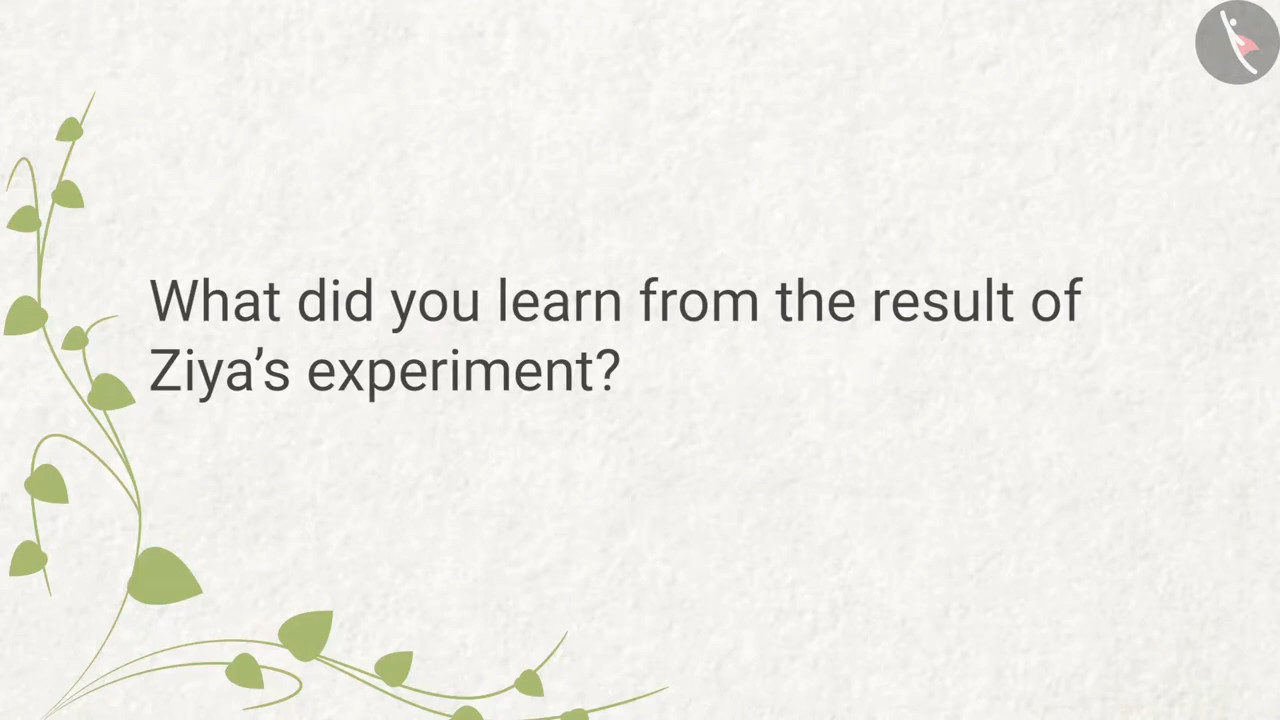 What did you learn from the result of
Ziya’s experiment?